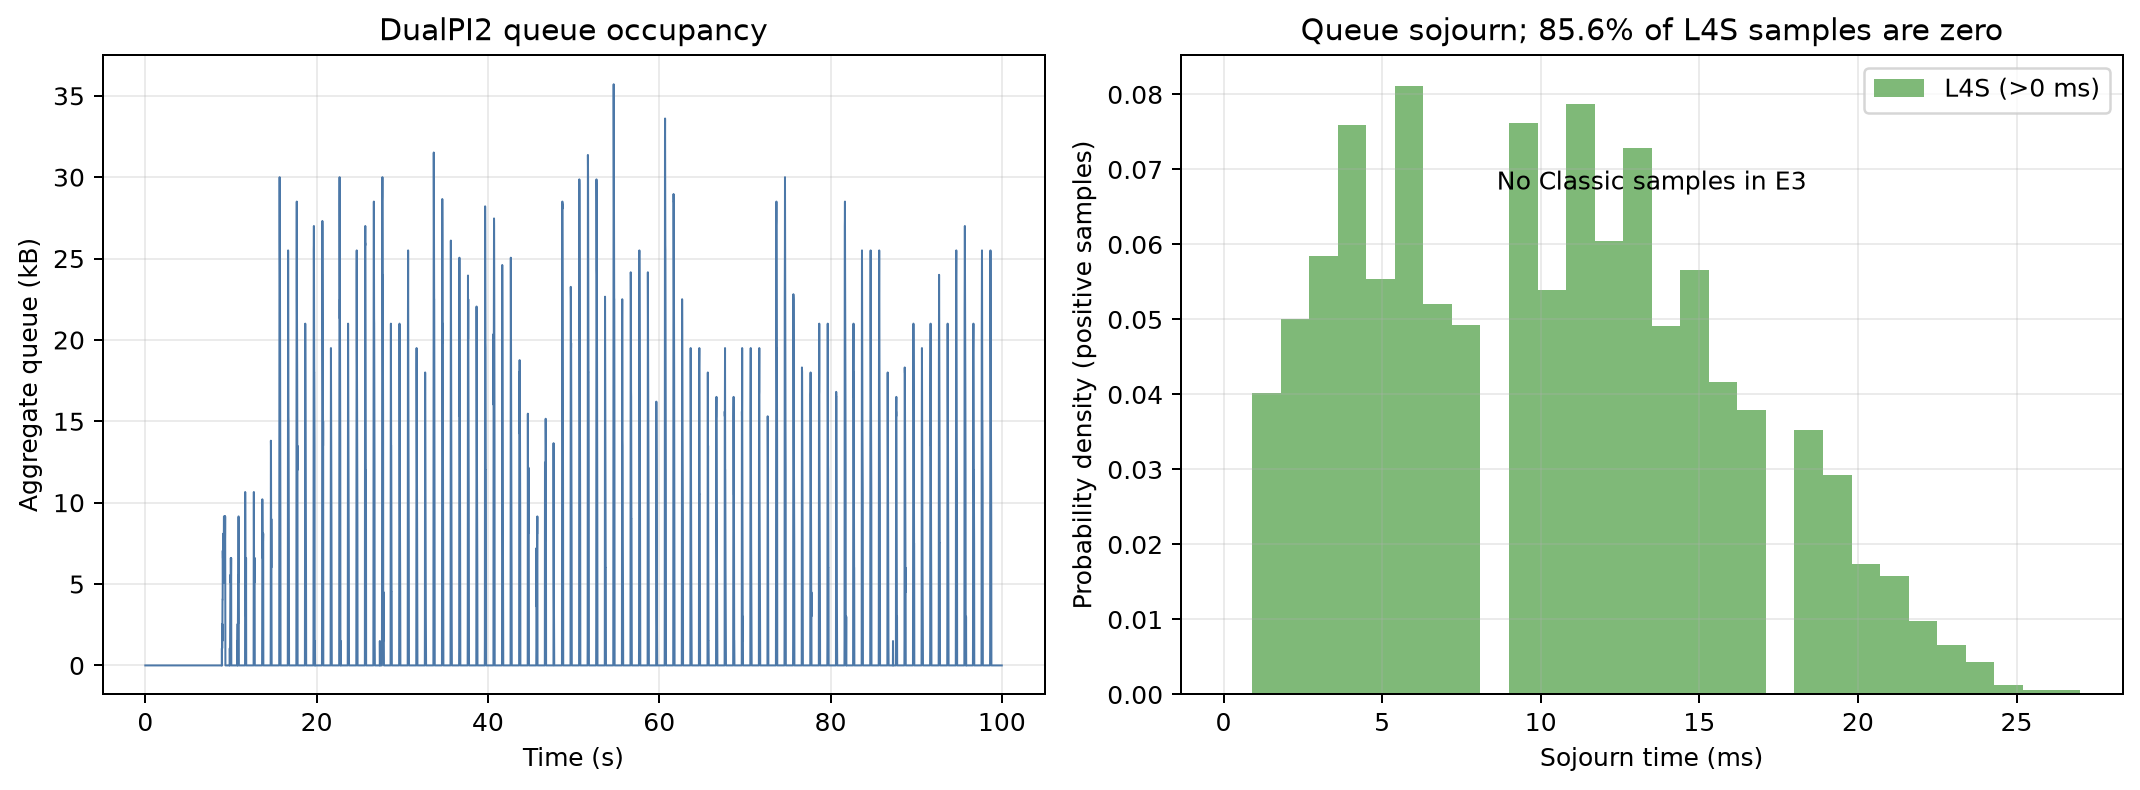 DualPI2 queue occupancy
Aggregate queue (kB)
35
30
25
20
15
10
5
0
0 20 40 60 80 100
Time (s)
Queue sojourn; 85.6% of L4S samples are zero
Probability density (positive samples)
0.08
0.07
0.06
0.05
0.04
0.03
0.02
0.01
0.00
L4S (>0 ms)
No Classic samples in E3
0 5 10 15 20 25
Sojourn time (ms)